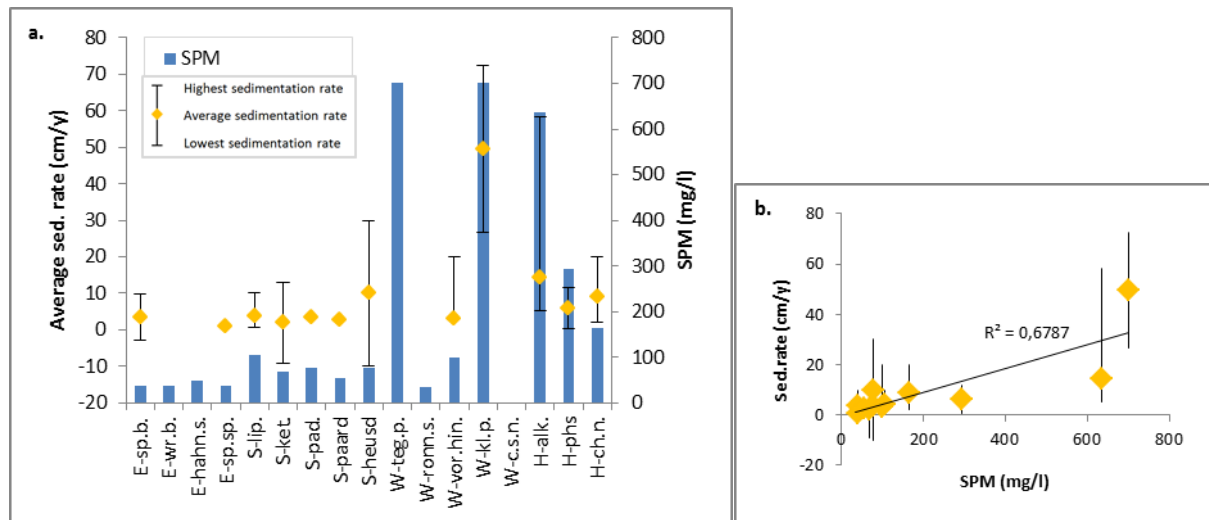 a.
SPM
Highest sedimentation rate
Average sedimentation rate
Lowest sedimentation rate
Average sed. rate (cm/y)
80
70
60
50
40
30
20
10
0
-10
-20
800
700
600
500
400
300
200
100
0
SPM (mg/l)
E-sp.b.
E-wr.b.
E-hahn.s.
E-sp.sp.
S-lip.
S-ket.
S-pad.
S-paard
S-heusd
W-teg.p.
W-ronn.s.
W-vor.hin.
W-kl.p.
W-c.s.n.
H-alk.
H-phs
H-ch.n.
b.
Sed.rate (cm/y)
80
60
40
20
0
-20
R² = 0,6787
0 200 400 600 800
SPM (mg/l)